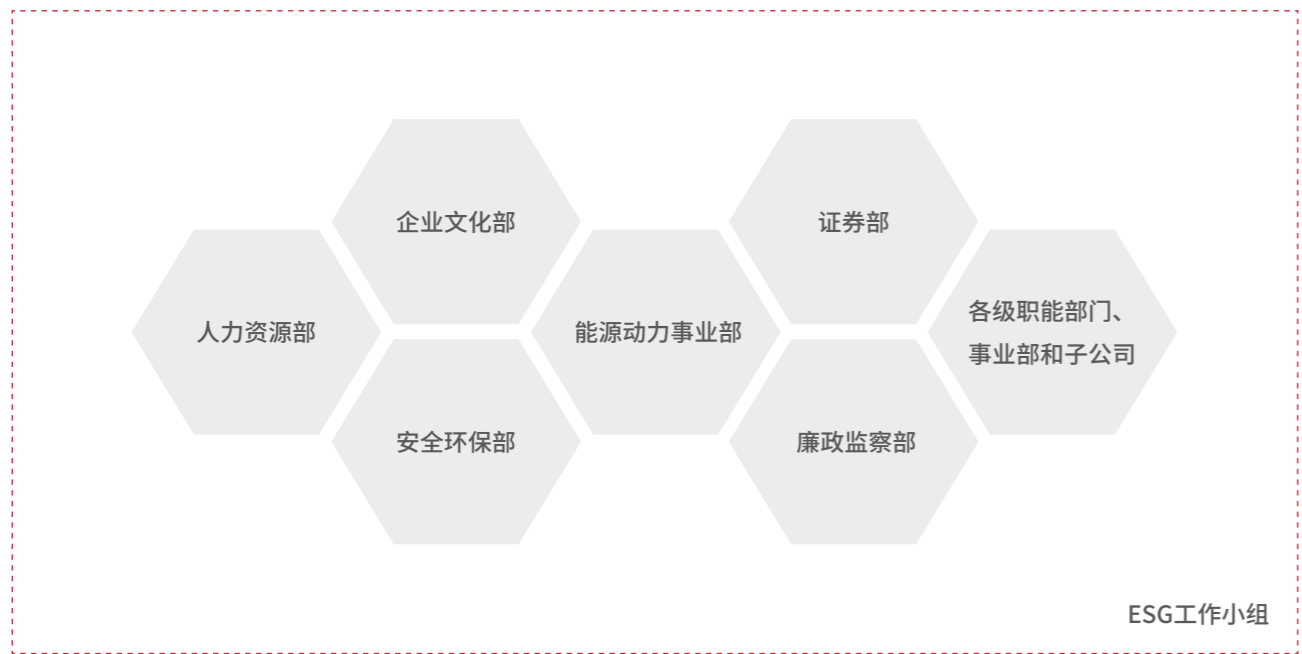 企业文化部
证券部
人力资源部
能源动力事业部
各级职能部门、
事业部和子公司
安全环保部
廉政监察部
ESG工作小组